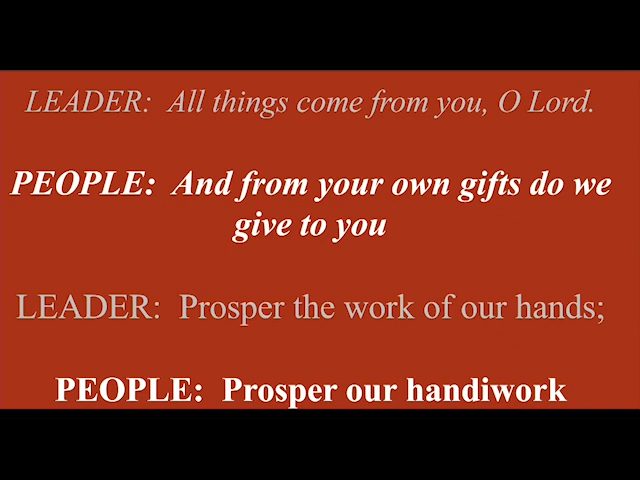 LEADER:  All things come from you, O Lord.
PEOPLE:  And from your own gifts do we
give to you
LEADER:  Prosper the work of our hands;
PEOPLE:  Prosper our handiwork